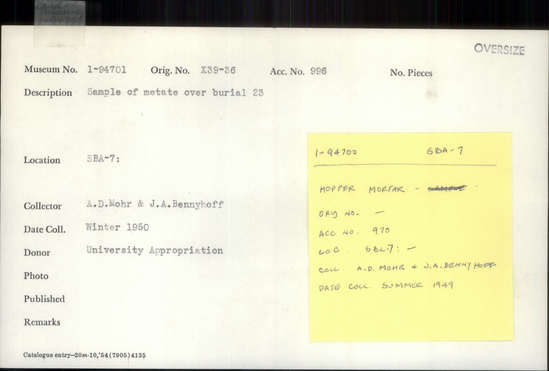 OVERSIZE
Museum No. 1-94701 Orig. No. X39-36 Acc. No. 996 No. Pieces
Description Sample of metate over burial 23
Location SBA-7:
Collector A.D.Mohr & J.A.Bennyhoff
Date Coll. Winter 1950
Donor University Appropriation
Photo
Published
Remarks
Catalogue entry—20m-10,'54 (7905) 4135
1-94702 SBA-7
HOPPER MORTAR -
ORIG NO. —
ACC NO. 970
LOC. SBA7: —
COLL A.D. MOHR & J.A. BENNYHOFF
DATE COLL SUMMER 1949